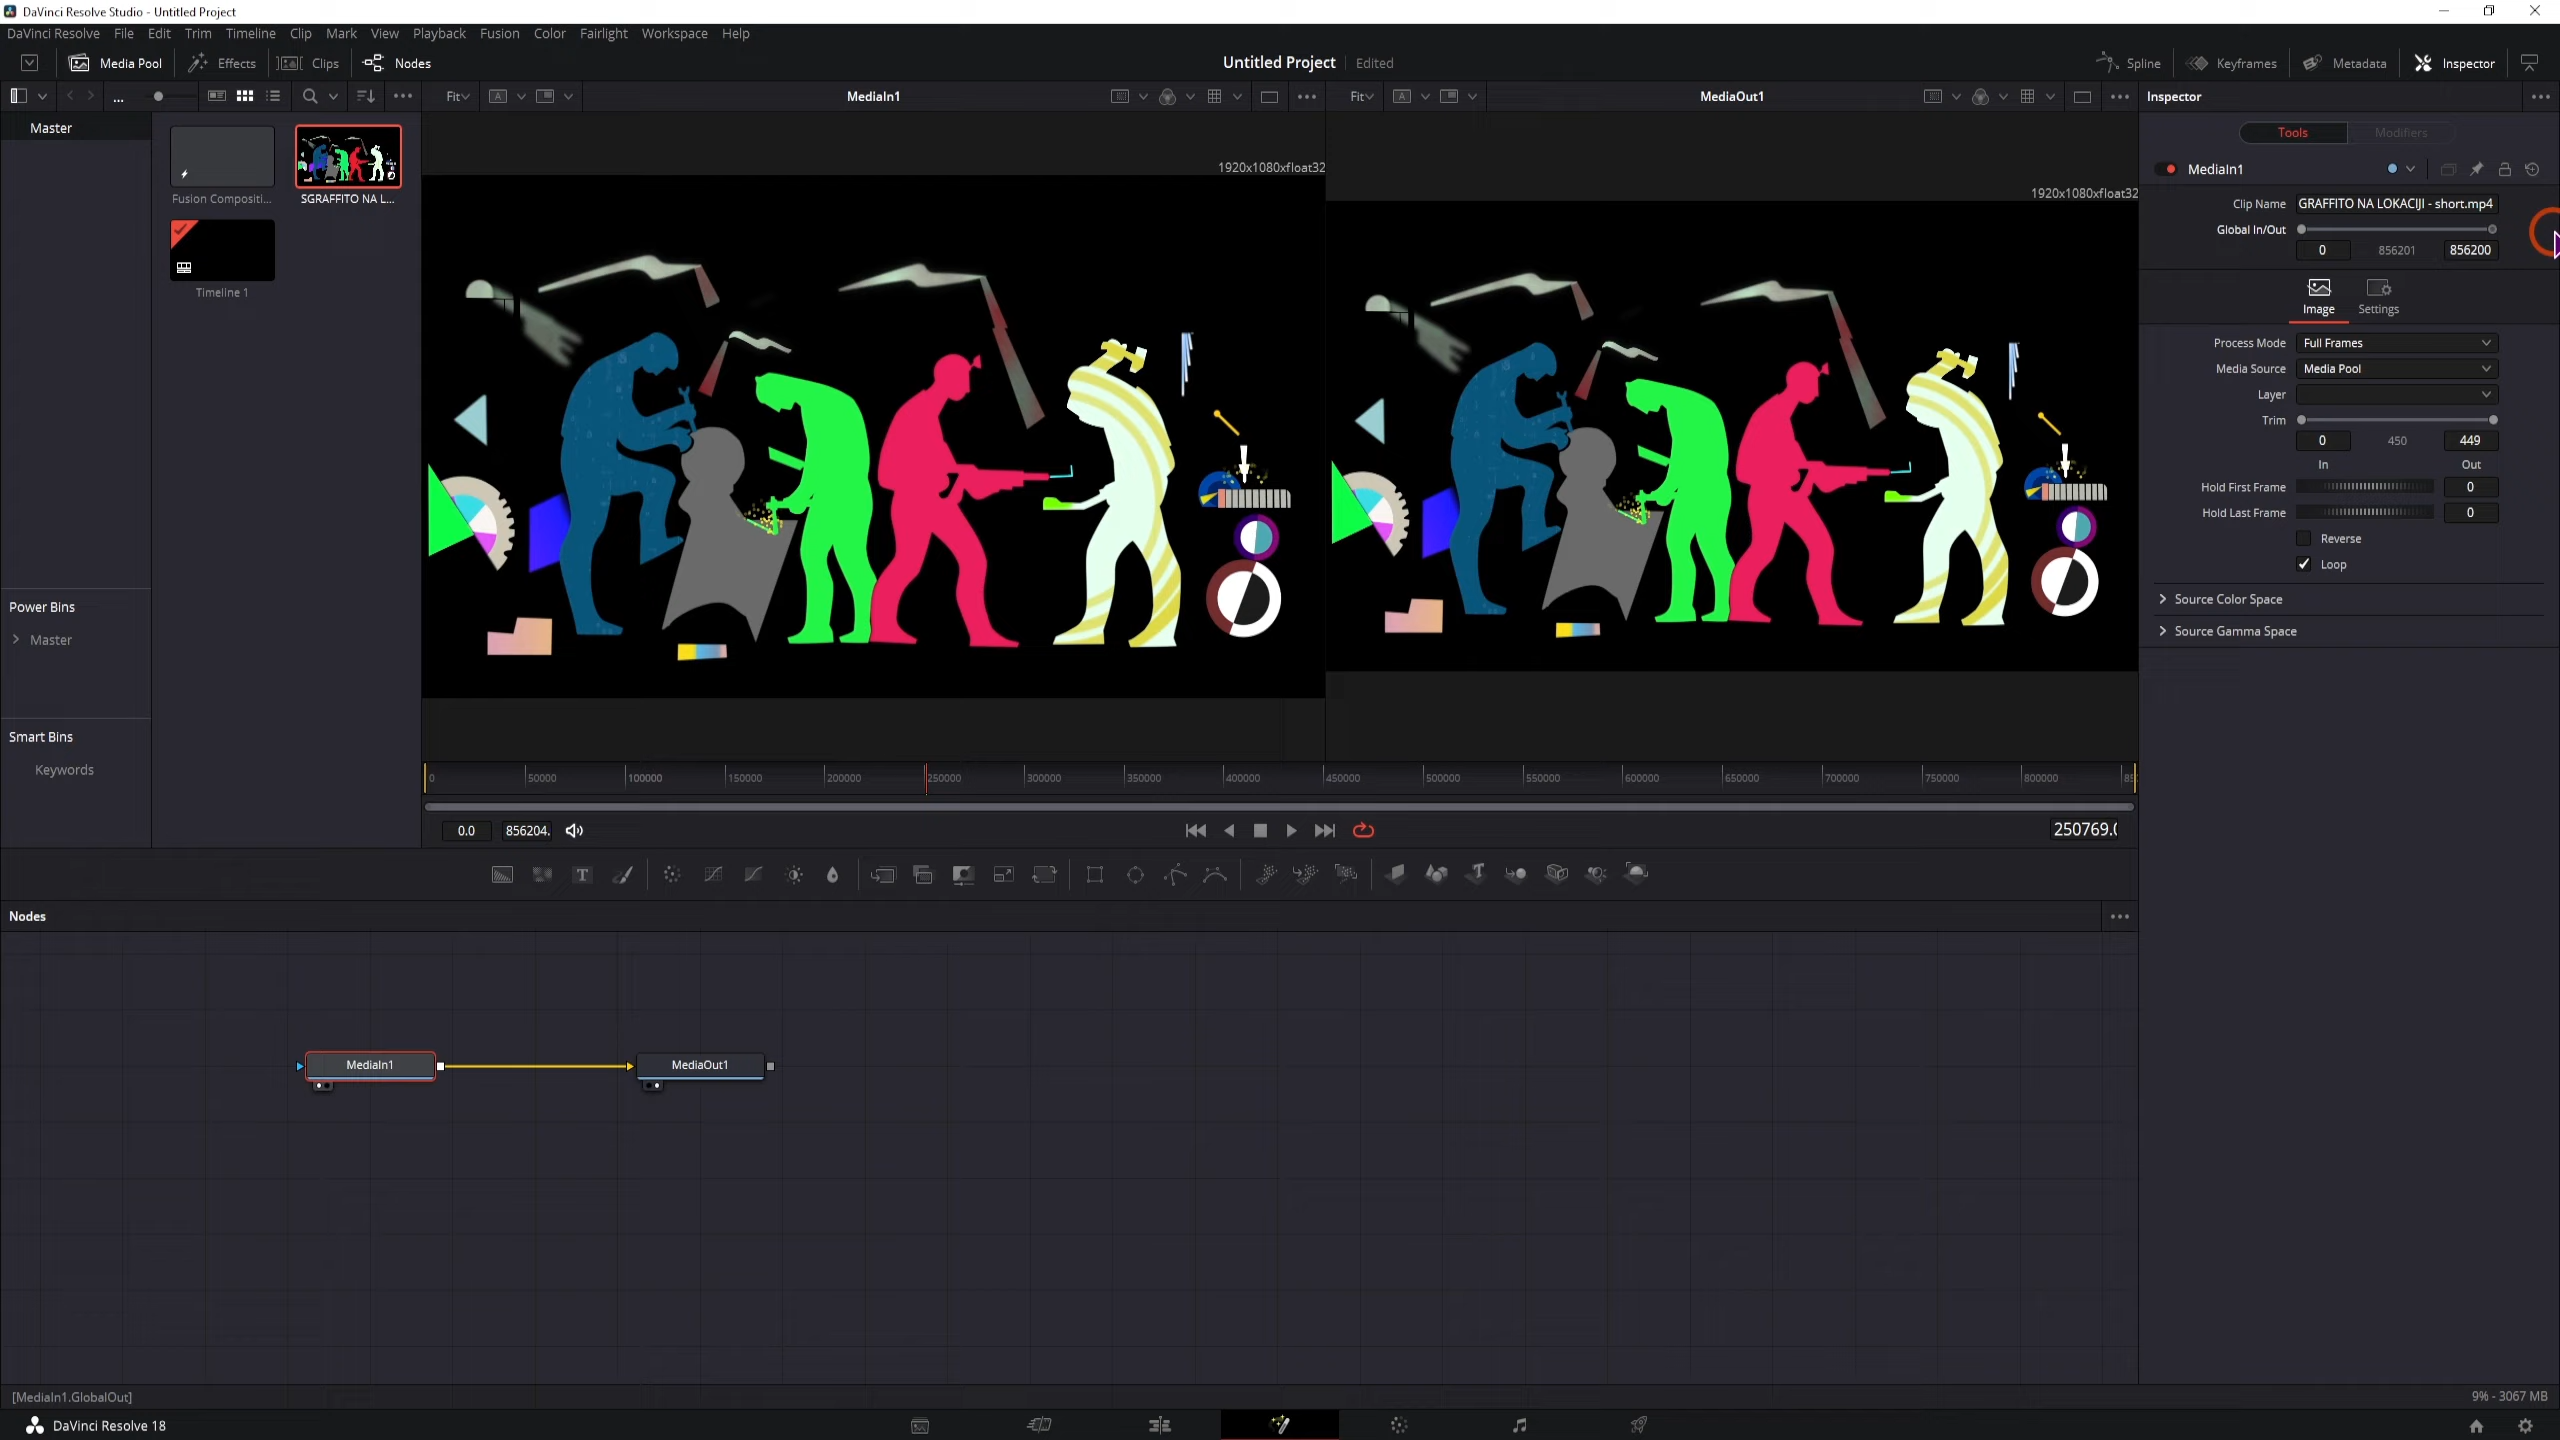 DaVinci Resolve Studio - Untitled Project
DaVinci Resolve File Edit Trim Timeline Clip Mark View Playback Fusion Color Fairlight Workspace Help
Media Pool Effects Clips Nodes Untitled Project Edited Spline Keyframes Metadata Inspector
... Fit A MediaIn1 Fit A MediaOut1 Inspector
Master
Tools Modifiers
1920x1080xfloat32
1920x1080xfloat32
MediaIn1
Fusion Compositi...
SGRAFFITO NA L...
Clip Name GRAFFITO NA LOKACIJI - short.mp4
Global In/Out
0 856201 856200
Timeline 1
Image Settings
Process Mode Full Frames
Media Source Media Pool
Layer
Trim
0 450 449
In Out
Hold First Frame 0
Hold Last Frame 0
Reverse
Loop
Source Color Space
Source Gamma Space
Power Bins
Master
Smart Bins
Keywords
0 50000 100000 150000 200000 250000 300000 350000 400000 450000 500000 550000 600000 650000 700000 750000 800000
0.0 856204. 250769.0
T T
Nodes
MediaIn1 MediaOut1
[MediaIn1.GlobalOut]
9% - 3067 MB
DaVinci Resolve 18